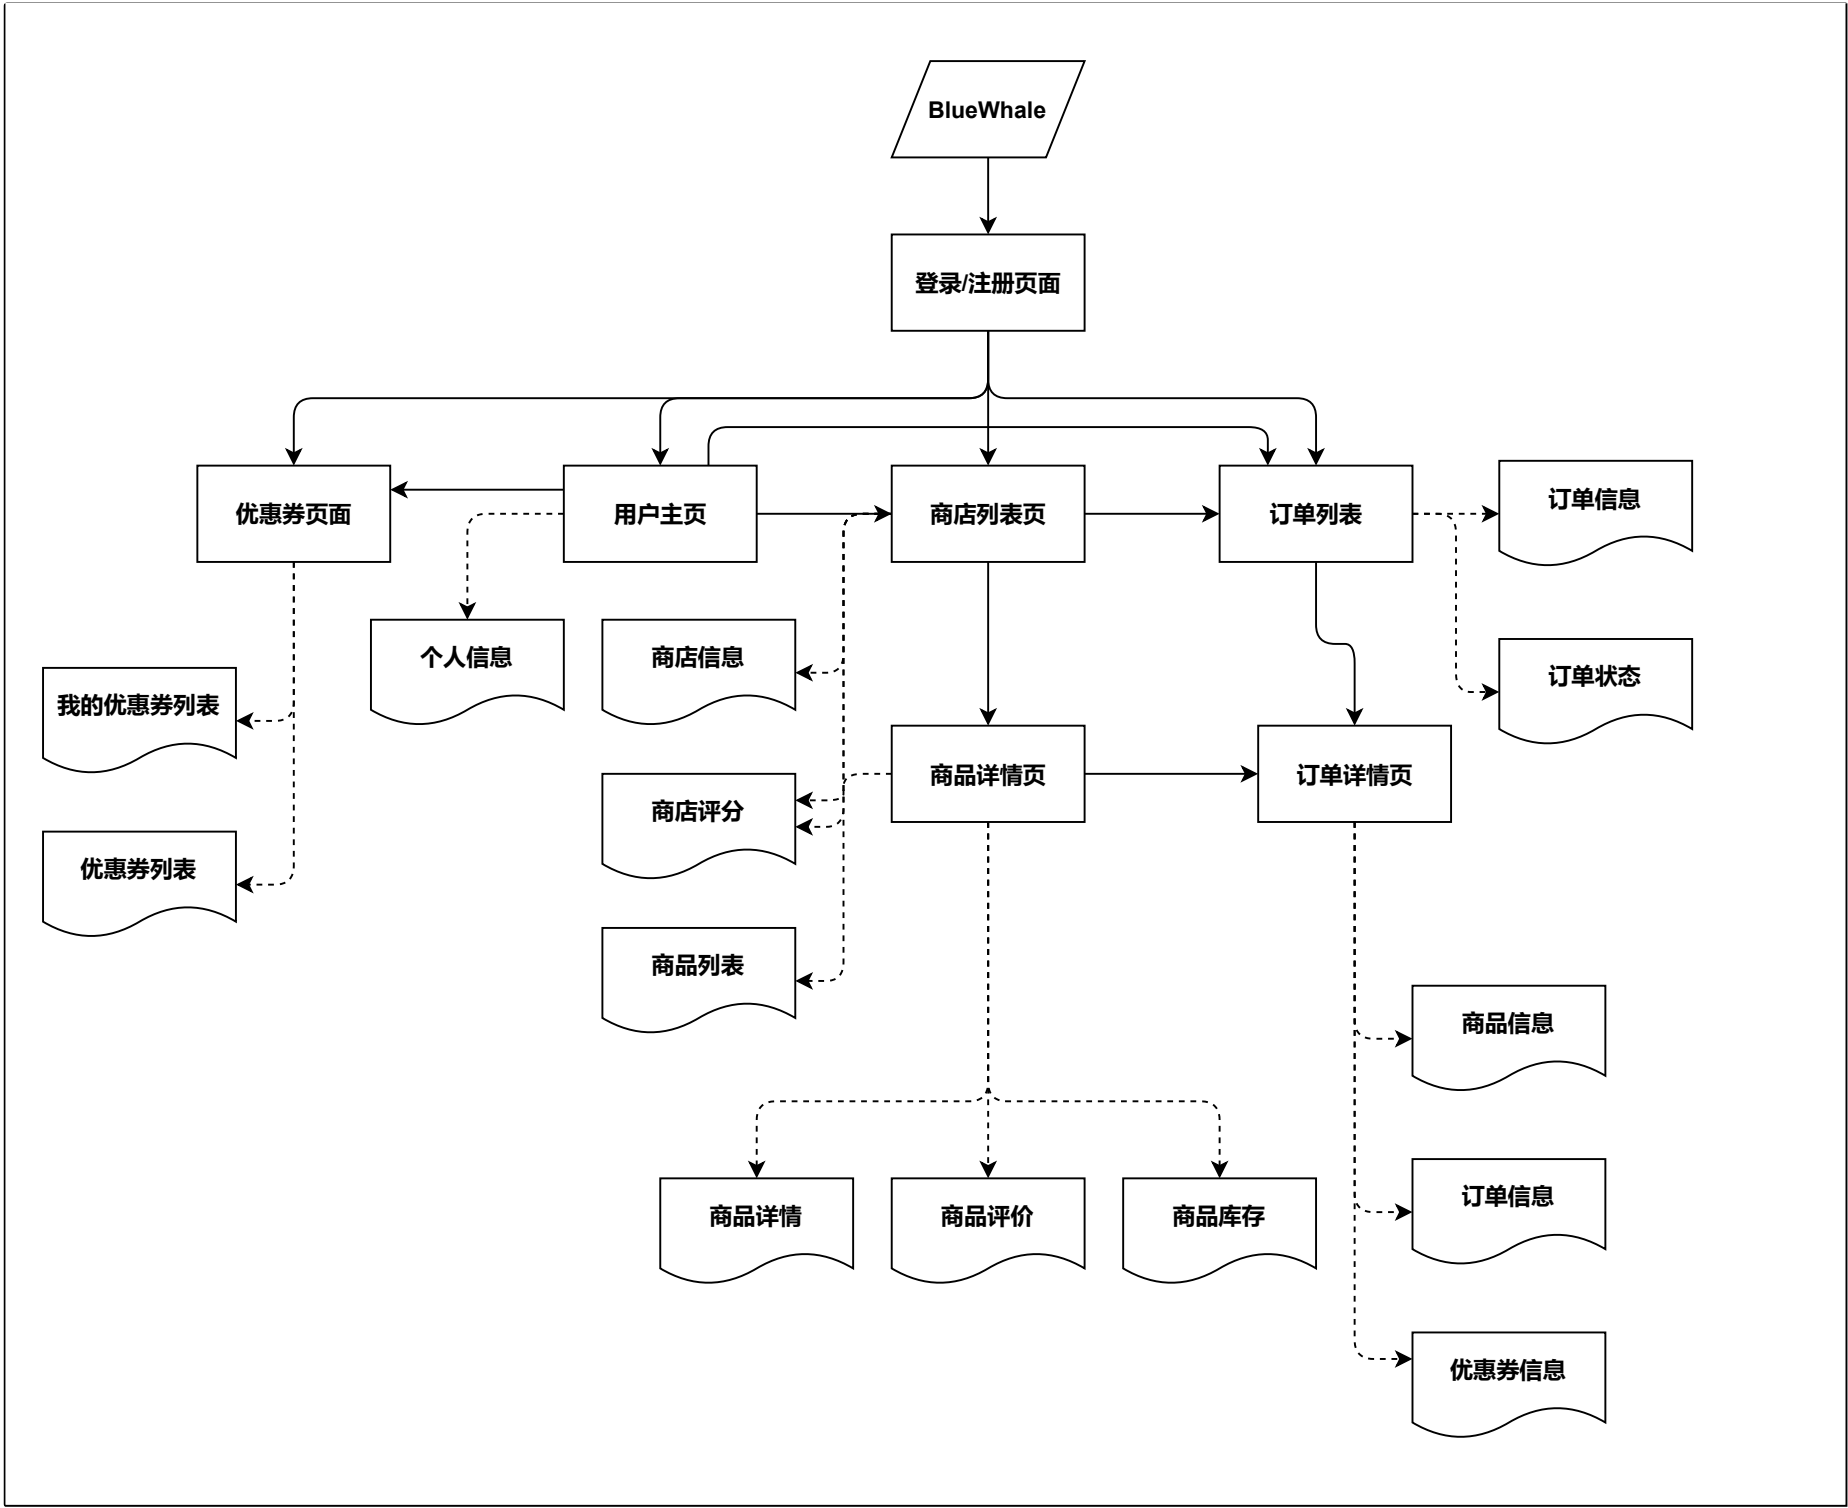 BlueWhale
登录/注册页面
优惠券页面
用户主页
商店列表页
订单列表
订单信息
个人信息
商店信息
订单状态
我的优惠券列表
商品详情页
订单详情页
商店评分
优惠券列表
商品列表
商品信息
商品详情
商品评价
商品库存
订单信息
优惠券信息